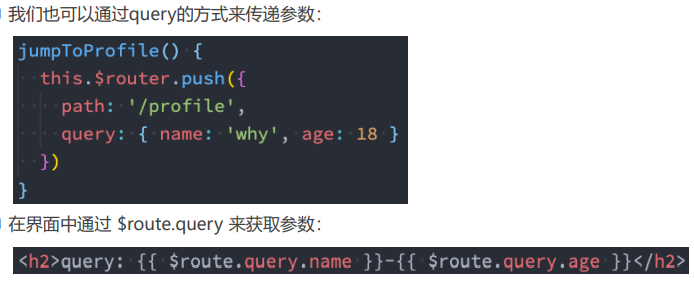 我们也可以通过query的方式来传递参数：
jumpToProfile() {
  this.$router.push({
    path: '/profile',
    query: { name: 'why', age: 18 }
  })
}
在界面中通过 $route.query 来获取参数：
<h2>query: {{ $route.query.name }}-{{ $route.query.age }}</h2>